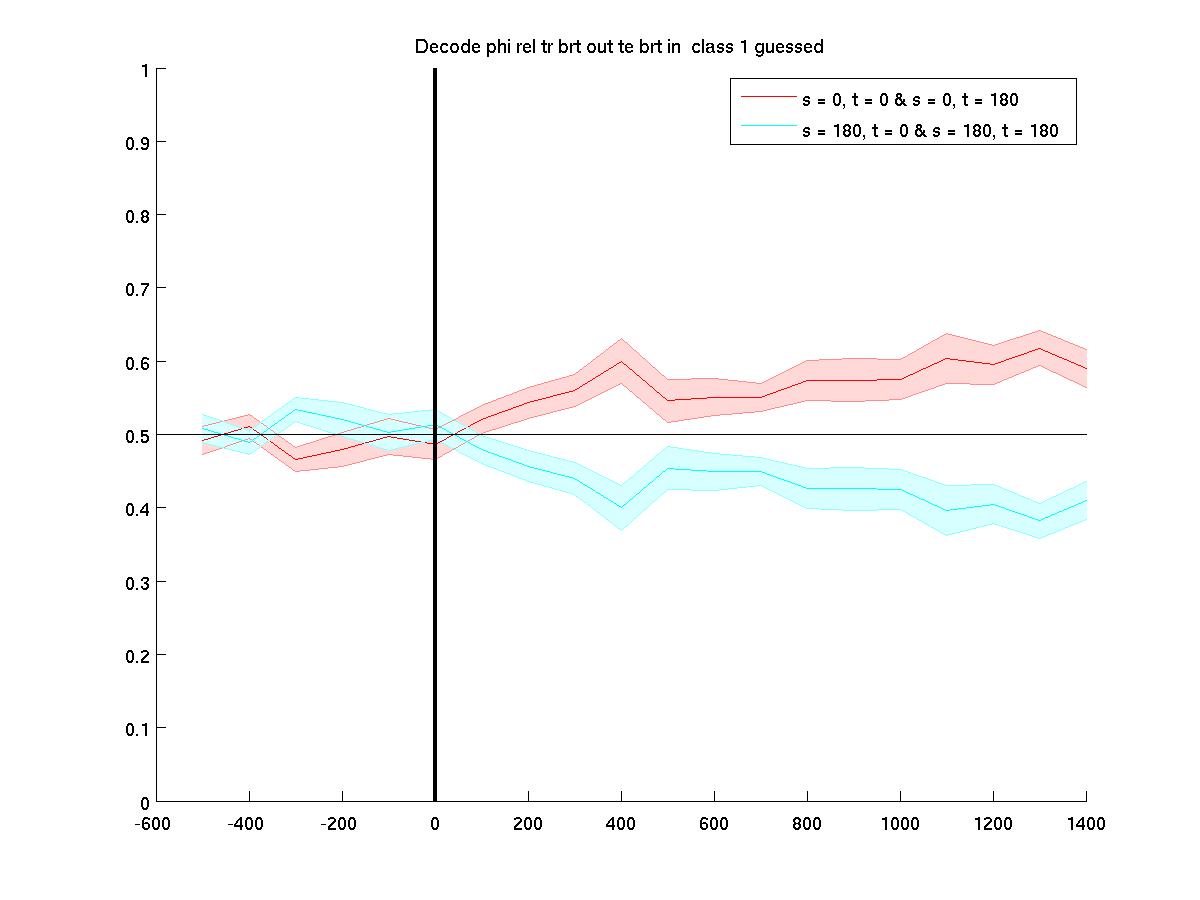 Decode phi rel tr brt out te brt in  class 1 guessed
s = 0, t = 0 & s = 0, t = 180
s = 180, t = 0 & s = 180, t = 180
1
0.9
0.8
0.7
0.6
0.5
0.4
0.3
0.2
0.1
0
-600 -400 -200 0 200 400 600 800 1000 1200 1400